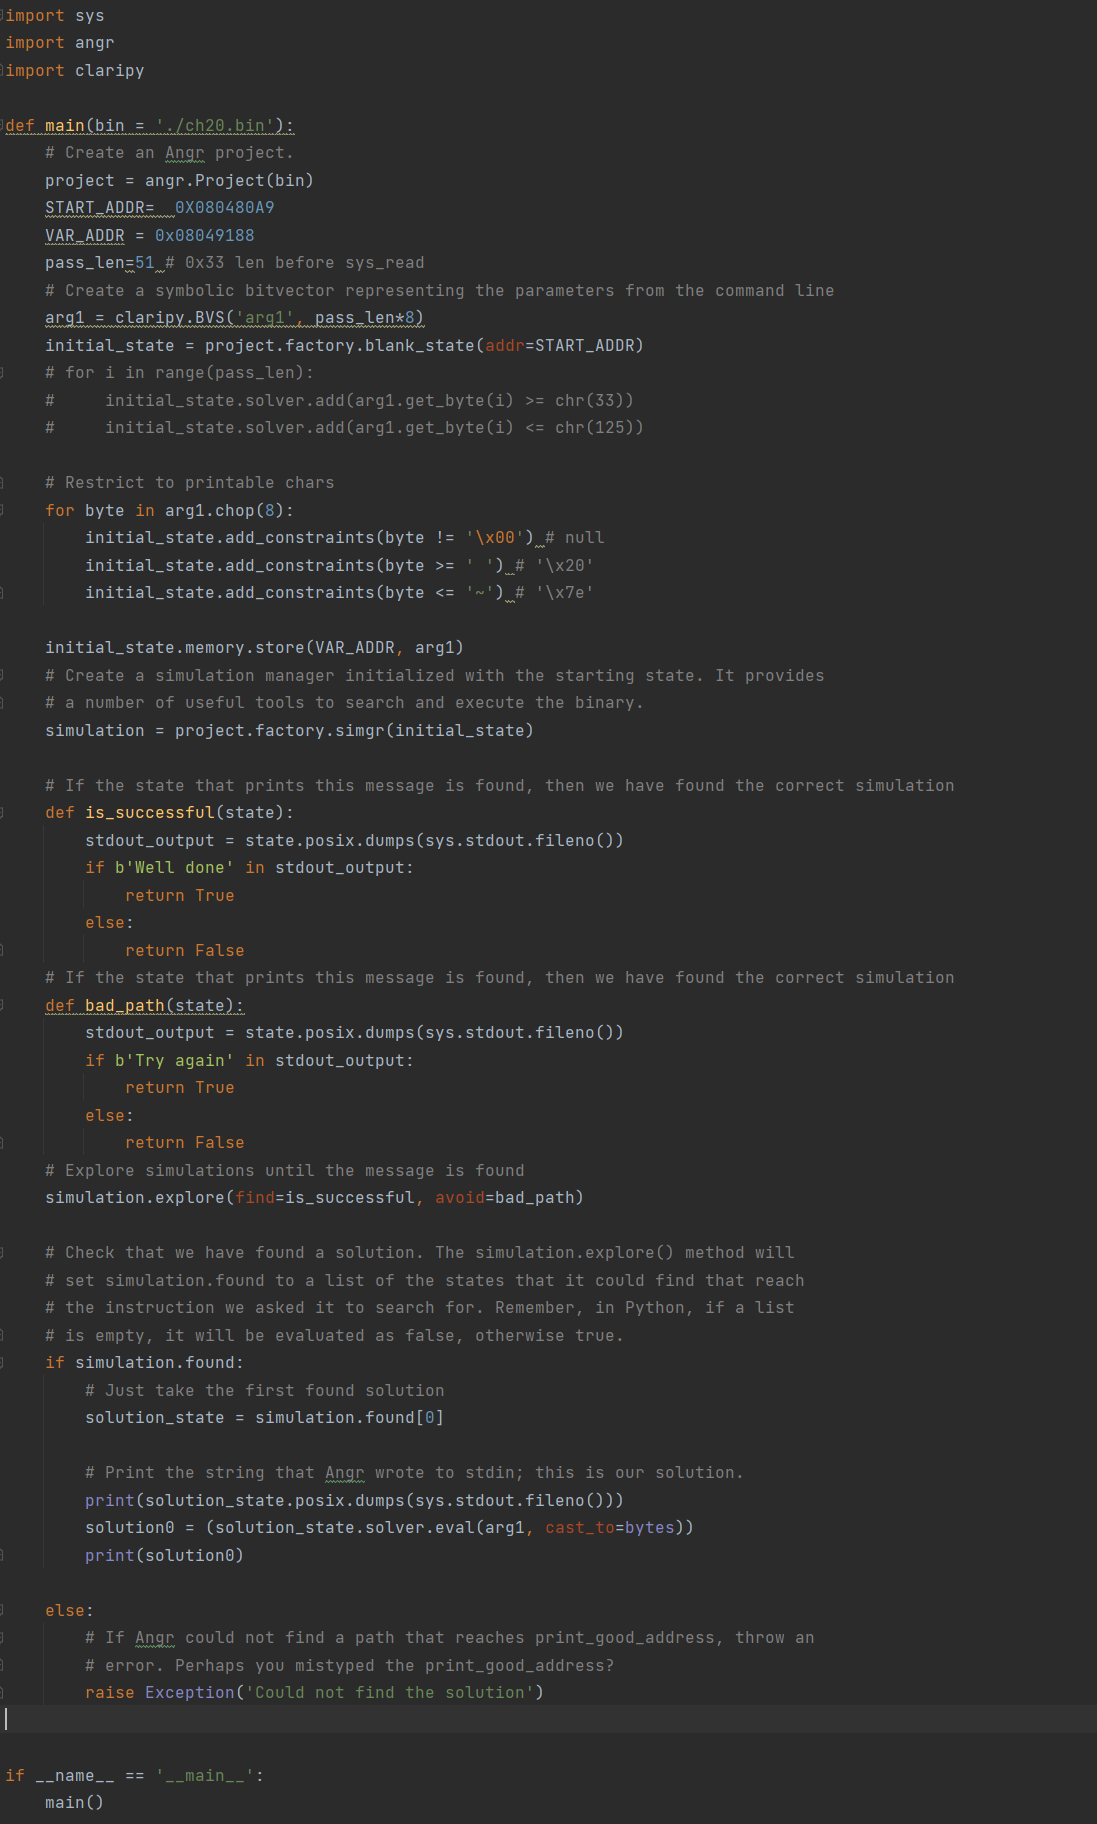 import sys
import angr
import claripy

def main(bin = './ch20.bin'):
    # Create an Angr project.
    project = angr.Project(bin)
    START_ADDR=  0X080480A9
    VAR_ADDR = 0x08049188
    pass_len=51 # 0x33 len before sys_read
    # Create a symbolic bitvector representing the parameters from the command line
    arg1 = claripy.BVS('arg1', pass_len*8)
    initial_state = project.factory.blank_state(addr=START_ADDR)
    # for i in range(pass_len):
    #     initial_state.solver.add(arg1.get_byte(i) >= chr(33))
    #     initial_state.solver.add(arg1.get_byte(i) <= chr(125))

    # Restrict to printable chars
    for byte in arg1.chop(8):
        initial_state.add_constraints(byte != '\x00') # null
        initial_state.add_constraints(byte >= ' ') # '\x20'
        initial_state.add_constraints(byte <= '~') # '\x7e'

    initial_state.memory.store(VAR_ADDR, arg1)
    # Create a simulation manager initialized with the starting state. It provides
    # a number of useful tools to search and execute the binary.
    simulation = project.factory.simgr(initial_state)

    # If the state that prints this message is found, then we have found the correct simulation
    def is_successful(state):
        stdout_output = state.posix.dumps(sys.stdout.fileno())
        if b'Well done' in stdout_output:
            return True
        else:
            return False
    # If the state that prints this message is found, then we have found the correct simulation
    def bad_path(state):
        stdout_output = state.posix.dumps(sys.stdout.fileno())
        if b'Try again' in stdout_output:
            return True
        else:
            return False
    # Explore simulations until the message is found
    simulation.explore(find=is_successful, avoid=bad_path)

    # Check that we have found a solution. The simulation.explore() method will
    # set simulation.found to a list of the states that it could find that reach
    # the instruction we asked it to search for. Remember, in Python, if a list
    # is empty, it will be evaluated as false, otherwise true.
    if simulation.found:
        # Just take the first found solution
        solution_state = simulation.found[0]

        # Print the string that Angr wrote to stdin; this is our solution.
        print(solution_state.posix.dumps(sys.stdout.fileno()))
        solution0 = (solution_state.solver.eval(arg1, cast_to=bytes))
        print(solution0)

    else:
        # If Angr could not find a path that reaches print_good_address, throw an
        # error. Perhaps you mistyped the print_good_address?
        raise Exception('Could not find the solution')

if __name__ == '__main__':
    main()